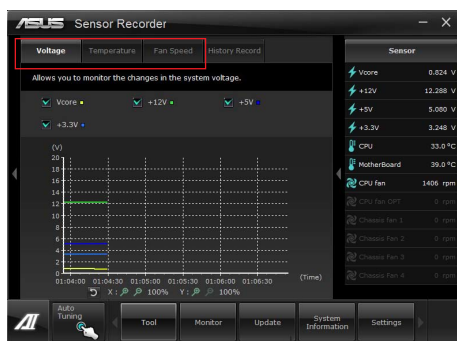 ASUS Sensor Recorder
Voltage Temperature Fan Speed History Record
Allows you to monitor the changes in the system voltage.
Vcore +12V +5V
+3.3V
(V)
20
18
16
14
12
10
8
6
4
2
0
01:04:00 01:04:30 01:05:00 01:05:30 01:06:00 01:06:30 (Time)
X: 100% Y: 100%
Sensor
Vcore 0.824 V
+12V 12.288 V
+5V 5.080 V
+3.3V 3.248 V
CPU 33.0 ºC
MotherBoard 39.0 ºC
CPU fan 1406 rpm
CPU fan OPT 0 rpm
Chassis Fan 1 0 rpm
Chassis Fan 2 0 rpm
Chassis Fan 3 0 rpm
Chassis Fan 4 0 rpm
AI
Auto Tuning
Tool
Monitor
Update
System Information
Settings